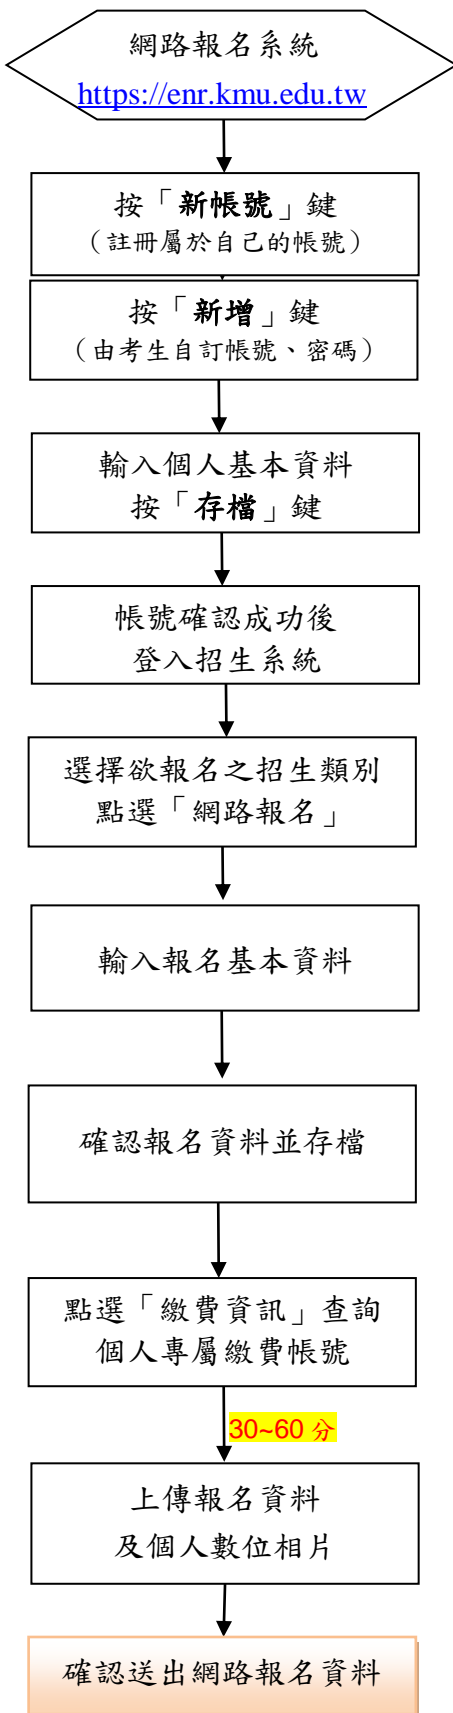 網路報名系統
https://enr.kmu.edu.tw
按「新帳號」鍵
（註冊屬於自己的帳號）
按「新增」鍵
（由考生自訂帳號、密碼）
輸入個人基本資料
按「存檔」鍵
帳號確認成功後
登入招生系統
選擇欲報名之招生類別
點選「網路報名」
輸入報名基本資料
確認報名資料並存檔
點選「繳費資訊」查詢
個人專屬繳費帳號
30~60 分
上傳報名資料
及個人數位相片
確認送出網路報名資料